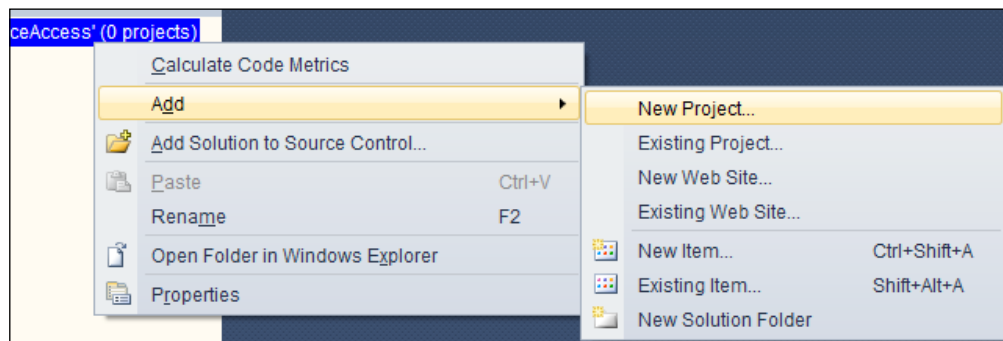 ceAccess' (0 projects)
Calculate Code Metrics
Add
Add Solution to Source Control...
Paste Ctrl+V
Rename F2
Open Folder in Windows Explorer
Properties
New Project...
Existing Project...
New Web Site...
Existing Web Site...
New Item... Ctrl+Shift+A
Existing Item... Shift+Alt+A
New Solution Folder